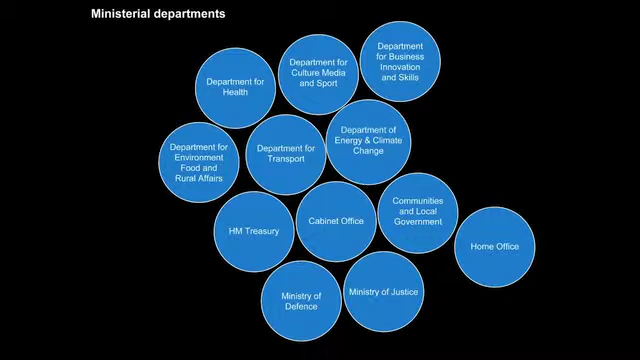 Ministerial departments
Department
for Business
Innovation
and Skills
Department for
Culture Media
and Sport
Department for
Health
Department of
Energy & Climate
Change
Department for
Transport
Department for
Environment
Food and
Rural Affairs
Communities
and Local
Government
Cabinet Office
HM Treasury
Home Office
Ministry of Justice
Ministry of
Defence